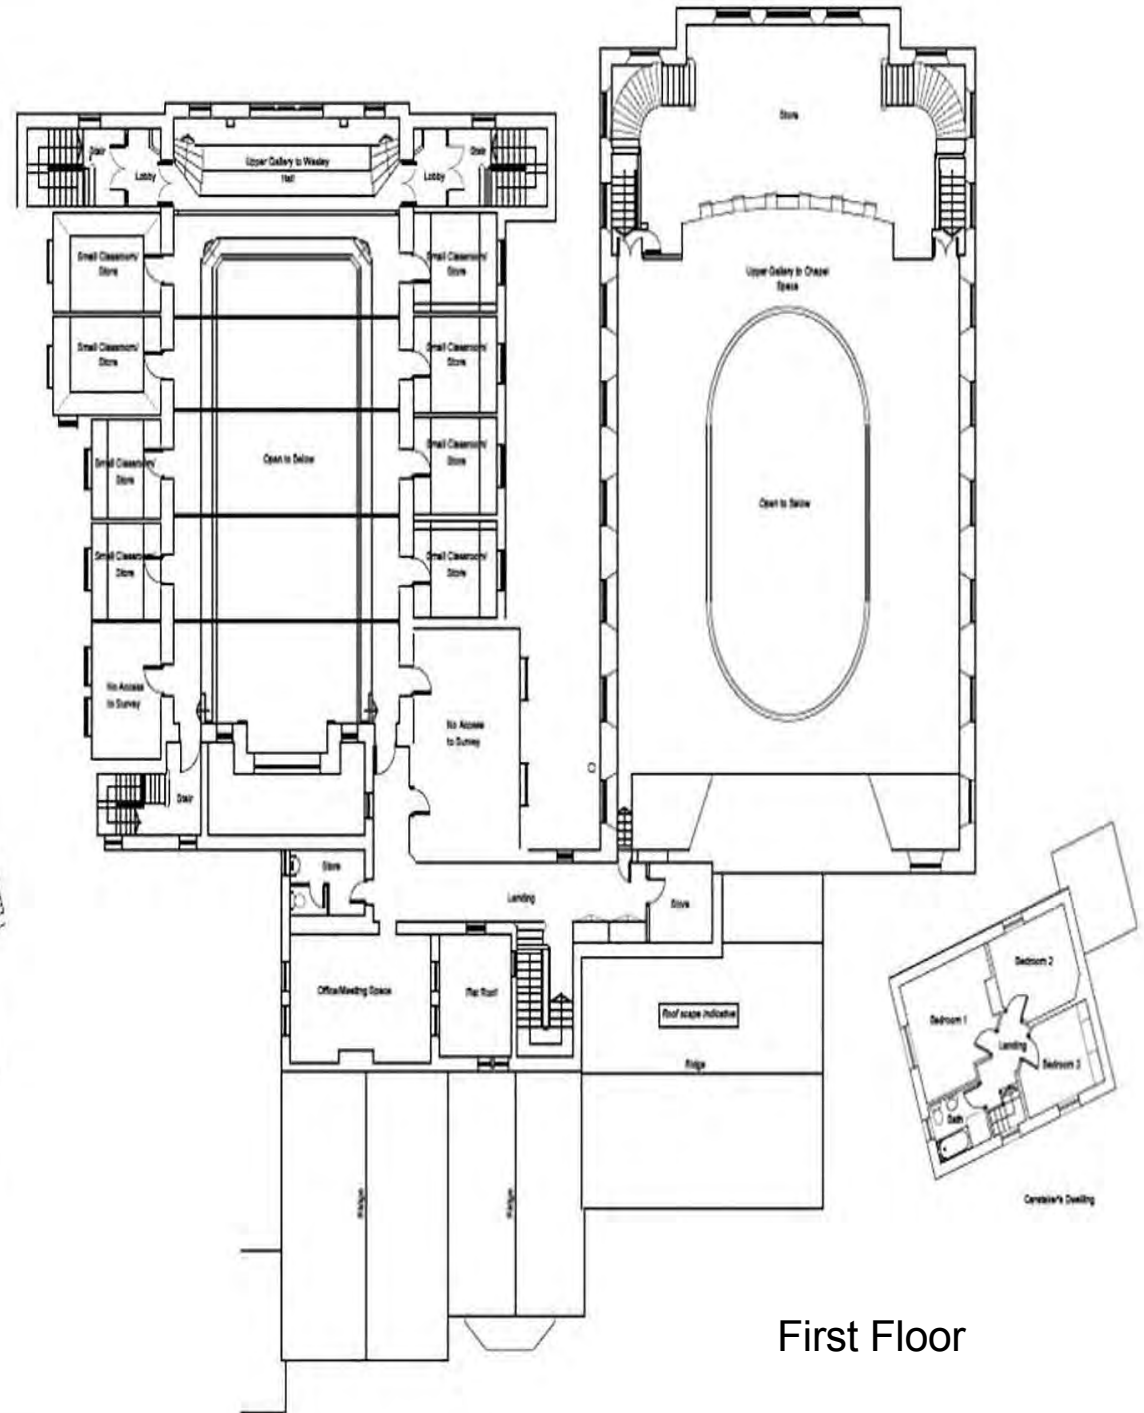 Store
Stair
Lobby
Upper Gallery to Wesley
Hall
Lobby
Stair
Small Classroom/
Store
Small Classroom/
Store
Upper Gallery to Chapel
Space
Small Classroom/
Store
Small Classroom/
Store
Small Classroom/
Store
Open to Below
Small Classroom/
Store
Open to Below
Small Classroom/
Store
Small Classroom/
Store
No Access
to Survey
No Access
to Survey
Stair
Store
Landing
Store
Office/Meeting Space
Flat Roof
Roof scape indicative
Ridge
Ridge
Ridge
Bedroom 2
Bedroom 1
Landing
Bedroom 3
Bath
Caretaker's Dwelling
First Floor